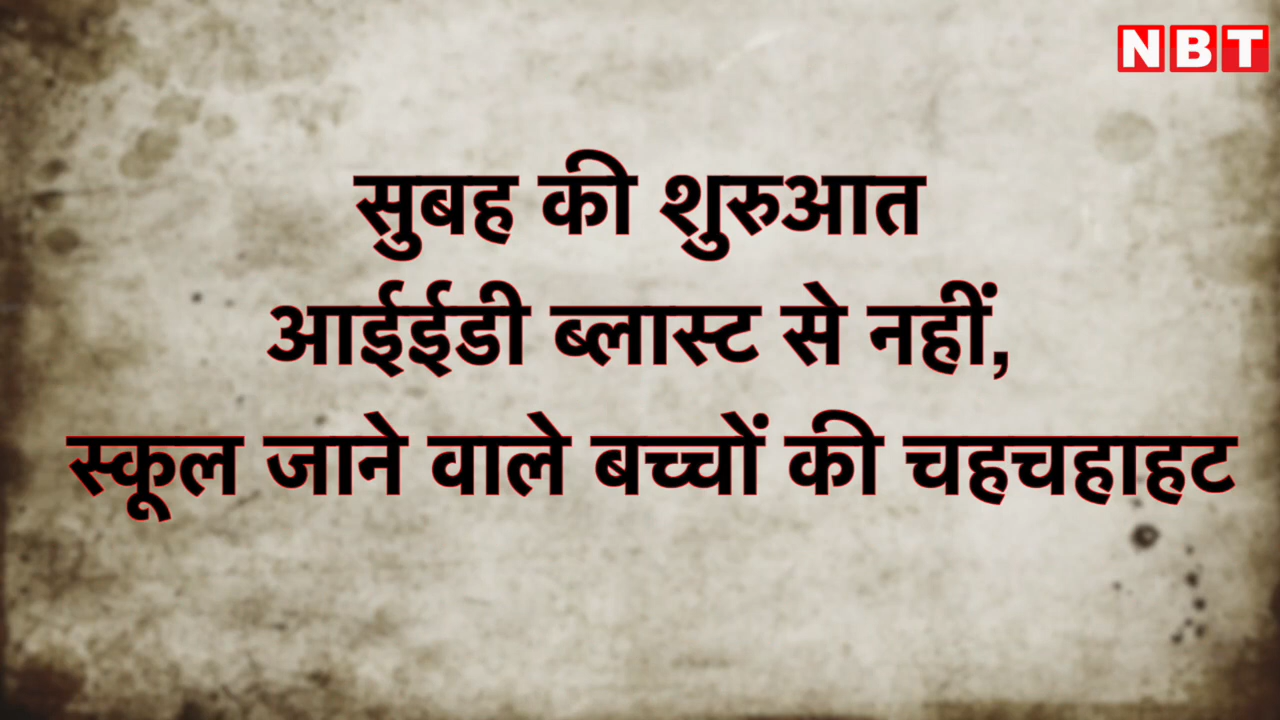 NBT
सुबह की शुरुआत
आईईडी ब्लास्ट से नहीं,
स्कूल जाने वाले बच्चों की चहचहाहट